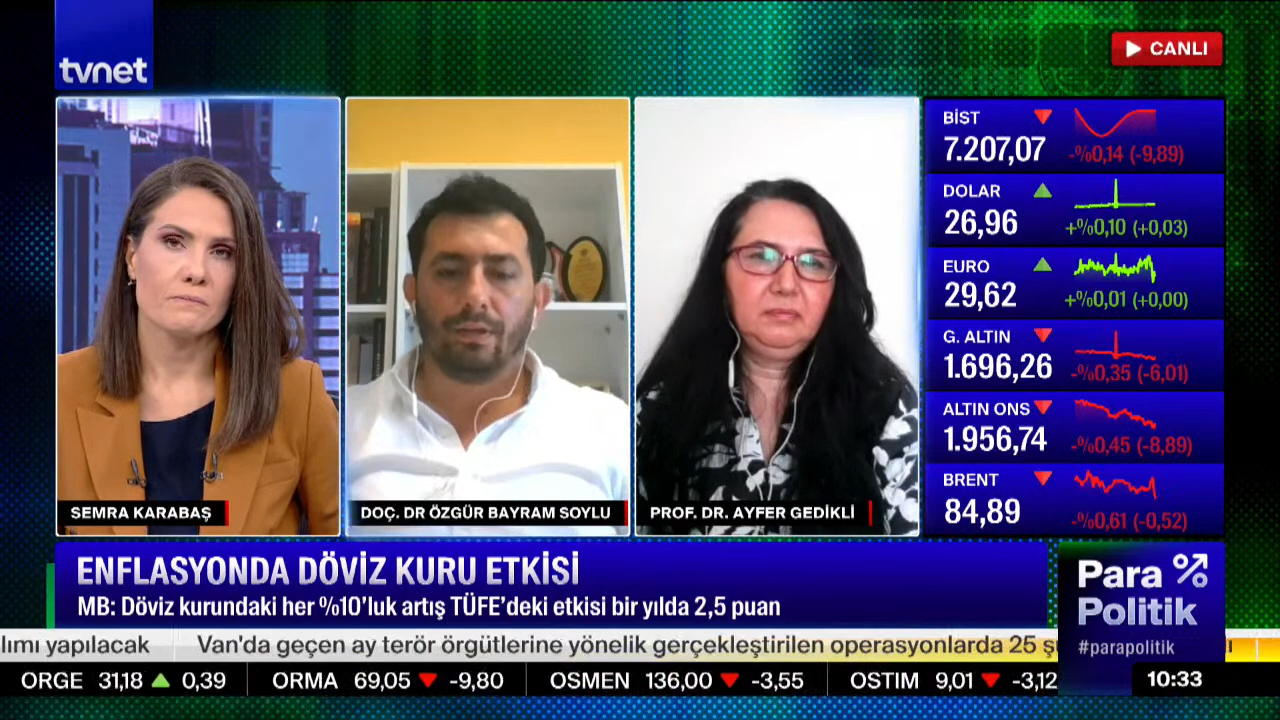 tvnet
CANLI
BİST
7.207,07
-%0,14 (-9,89)
DOLAR
26,96
+%0,10 (+0,03)
EURO
29,62
+%0,01 (+0,00)
G. ALTIN
1.696,26
-%0,35 (-6,01)
ALTIN ONS
1.956,74
-%0,45 (-8,89)
BRENT
84,89
-%0,61 (-0,52)
SEMRA KARABAŞ
DOÇ. DR ÖZGÜR BAYRAM SOYLU
PROF. DR. AYFER GEDİKLİ
ENFLASYONDA DÖVİZ KURU ETKİSİ
MB: Döviz kurundaki her %10'luk artış TÜFE'deki etkisi bir yılda 2,5 puan
Para
Politik
#parapolitik
lımı yapılacak Van'da geçen ay terör örgütlerine yönelik gerçekleştirilen operasyonlarda 25 ş
ORGE 31,18 0,39 ORMA 69,05 -9,80 OSMEN 136,00 -3,55 OSTIM 9,01 -3,12
10:33